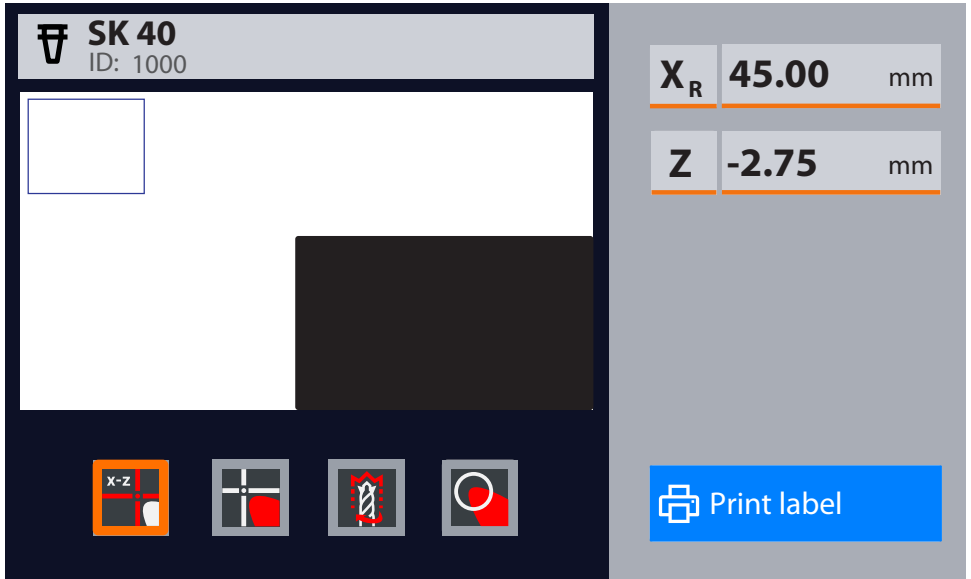 SK 40
ID: 1000
X R 45.00 mm
Z -2.75 mm
X-Z
Print label